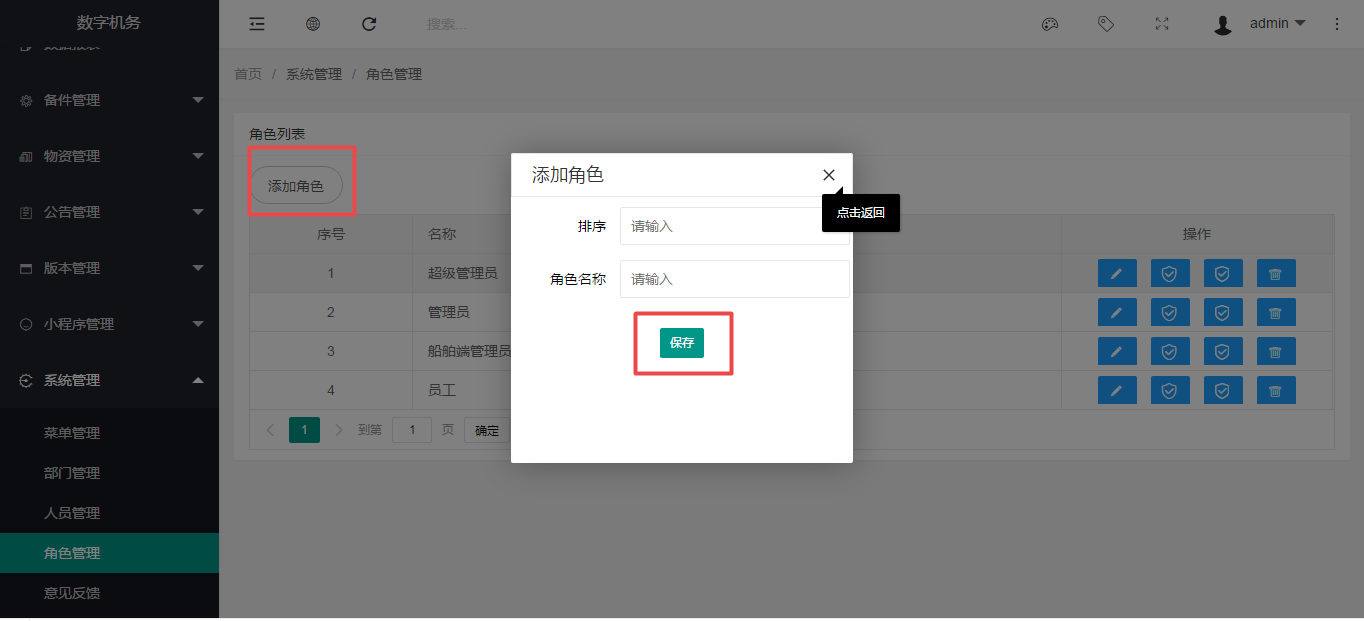 数字机务
搜索...
admin
首页 / 系统管理 / 角色管理
备件管理
物资管理
公告管理
版本管理
小程序管理
系统管理
菜单管理
部门管理
人员管理
角色管理
意见反馈
角色列表
添加角色
序号 名称 操作
1 超级管理员
2 管理员
3 船舶端管理员
4 员工
1 到第 1 页 确定
添加角色
点击返回
排序 请输入
角色名称 请输入
保存